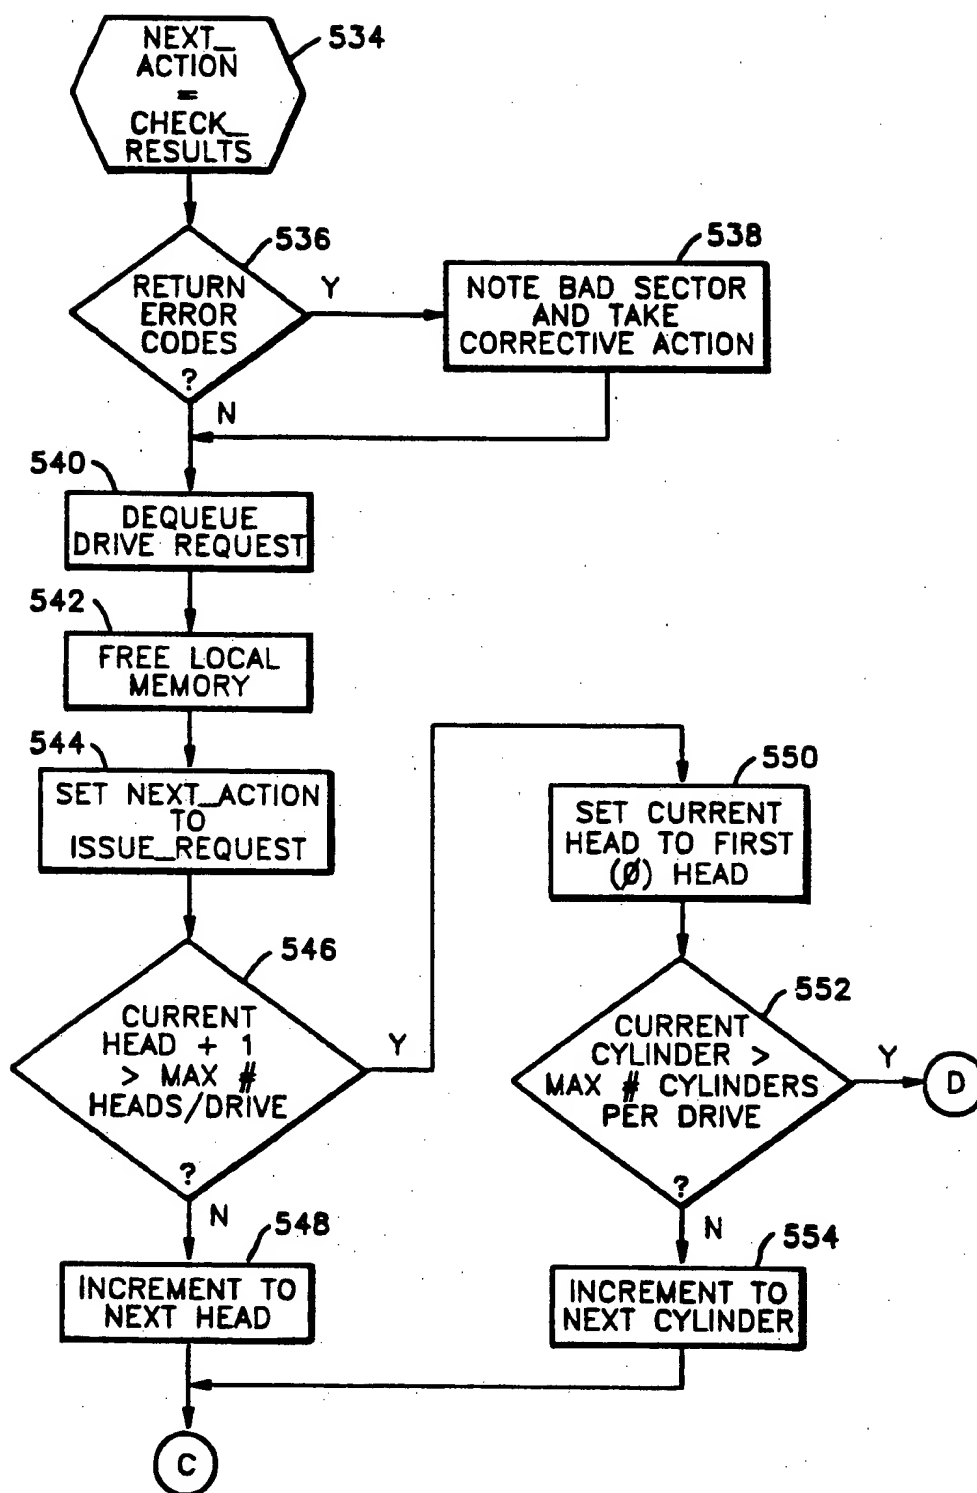 NEXT_
ACTION
=
CHECK_
RESULTS
534
536
RETURN
ERROR
CODES
?
Y
N
538
NOTE BAD SECTOR
AND TAKE
CORRECTIVE ACTION
540
DEQUEUE
DRIVE REQUEST
542
FREE LOCAL
MEMORY
544
SET NEXT_ACTION
TO
ISSUE_REQUEST
546
CURRENT
HEAD + 1
> MAX #
HEADS/DRIVE
?
Y
N
548
INCREMENT TO
NEXT HEAD
550
SET CURRENT
HEAD TO FIRST
(Ø) HEAD
552
CURRENT
CYLINDER >
MAX # CYLINDERS
PER DRIVE
?
Y
D
N
554
INCREMENT TO
NEXT CYLINDER
C